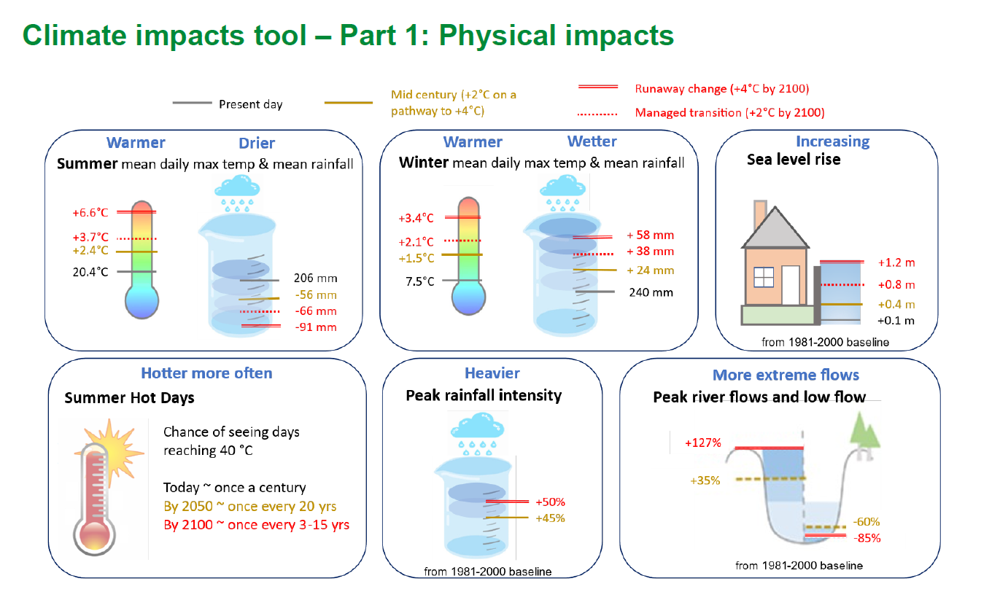 Climate impacts tool – Part 1: Physical impacts
Present day
Mid century (+2°C on a
pathway to +4°C)
Runaway change (+4°C by 2100)
Managed transition (+2°C by 2100)
Warmer Drier
Summer mean daily max temp & mean rainfall
+6.6°C
+3.7°C
+2.4°C
20.4°C
206 mm
-56 mm
-66 mm
-91 mm
Warmer Wetter
Winter mean daily max temp & mean rainfall
+3.4°C
+2.1°C
+1.5°C
7.5°C
+ 58 mm
+ 38 mm
+ 24 mm
240 mm
Increasing
Sea level rise
+1.2 m
+0.8 m
+0.4 m
+0.1 m
from 1981-2000 baseline
Hotter more often
Summer Hot Days
Chance of seeing days
reaching 40 °C
Today ~ once a century
By 2050 ~ once every 20 yrs
By 2100 ~ once every 3-15 yrs
Heavier
Peak rainfall intensity
+50%
+45%
from 1981-2000 baseline
More extreme flows
Peak river flows and low flow
+127%
+35%
-60%
-85%
from 1981-2000 baseline